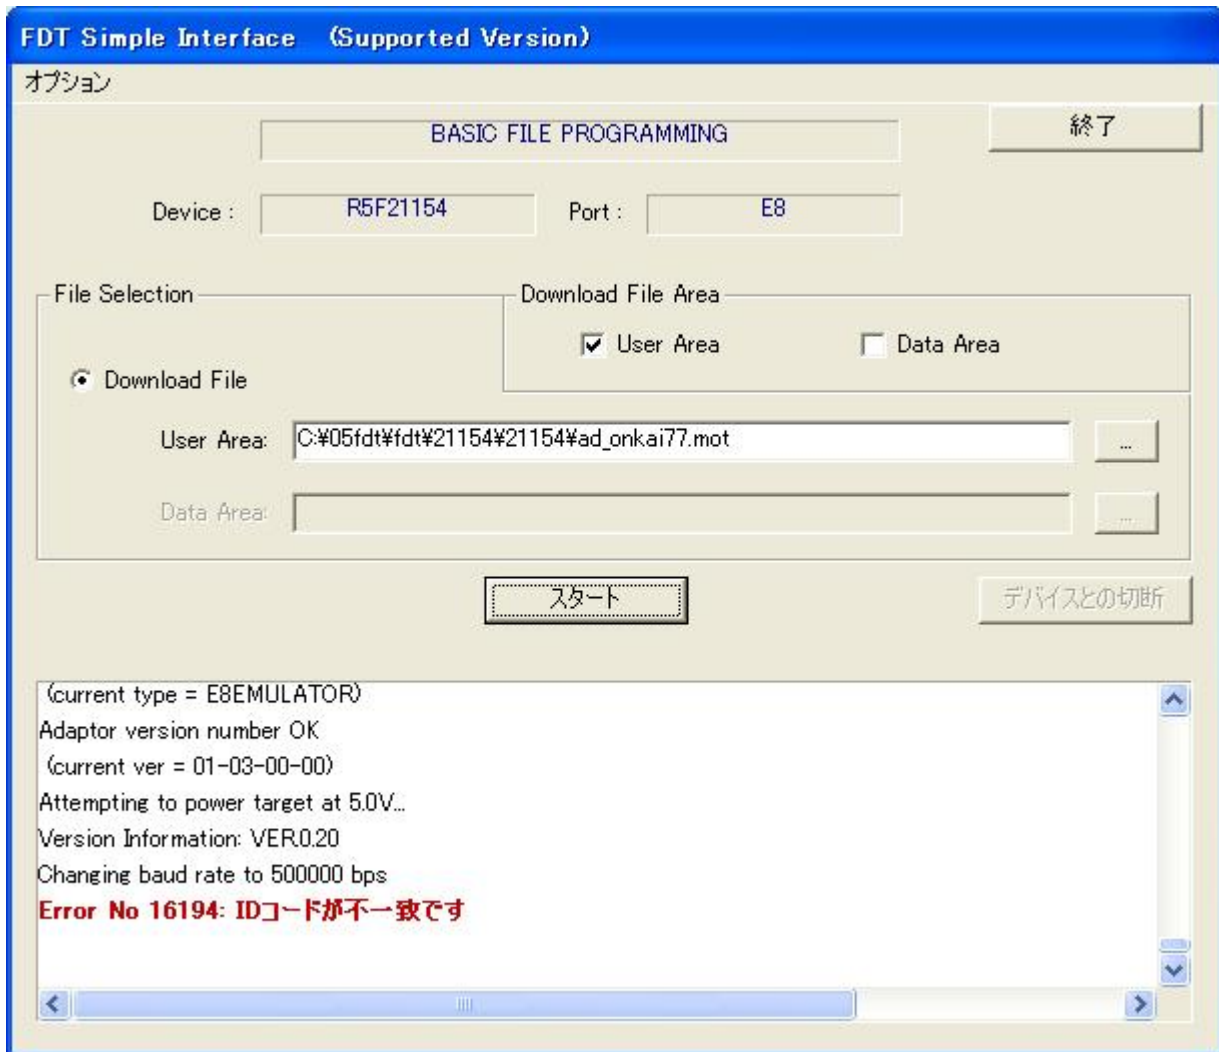 FDT Simple Interface (Supported Version)
オプション
BASIC FILE PROGRAMMING
終了
Device : R5F21154 Port : E8
File Selection
Download File Area
User Area Data Area
Download File
User Area: C:¥05fdt¥fdt¥21154¥21154¥ad_onkai77.mot ...
Data Area: ...
スタート
デバイスとの切断
(current type = E8EMULATOR)
Adaptor version number OK
(current ver = 01-03-00-00)
Attempting to power target at 5.0V...
Version Information: VER.0.20
Changing baud rate to 500000 bps
Error No 16194: IDコードが不一致です